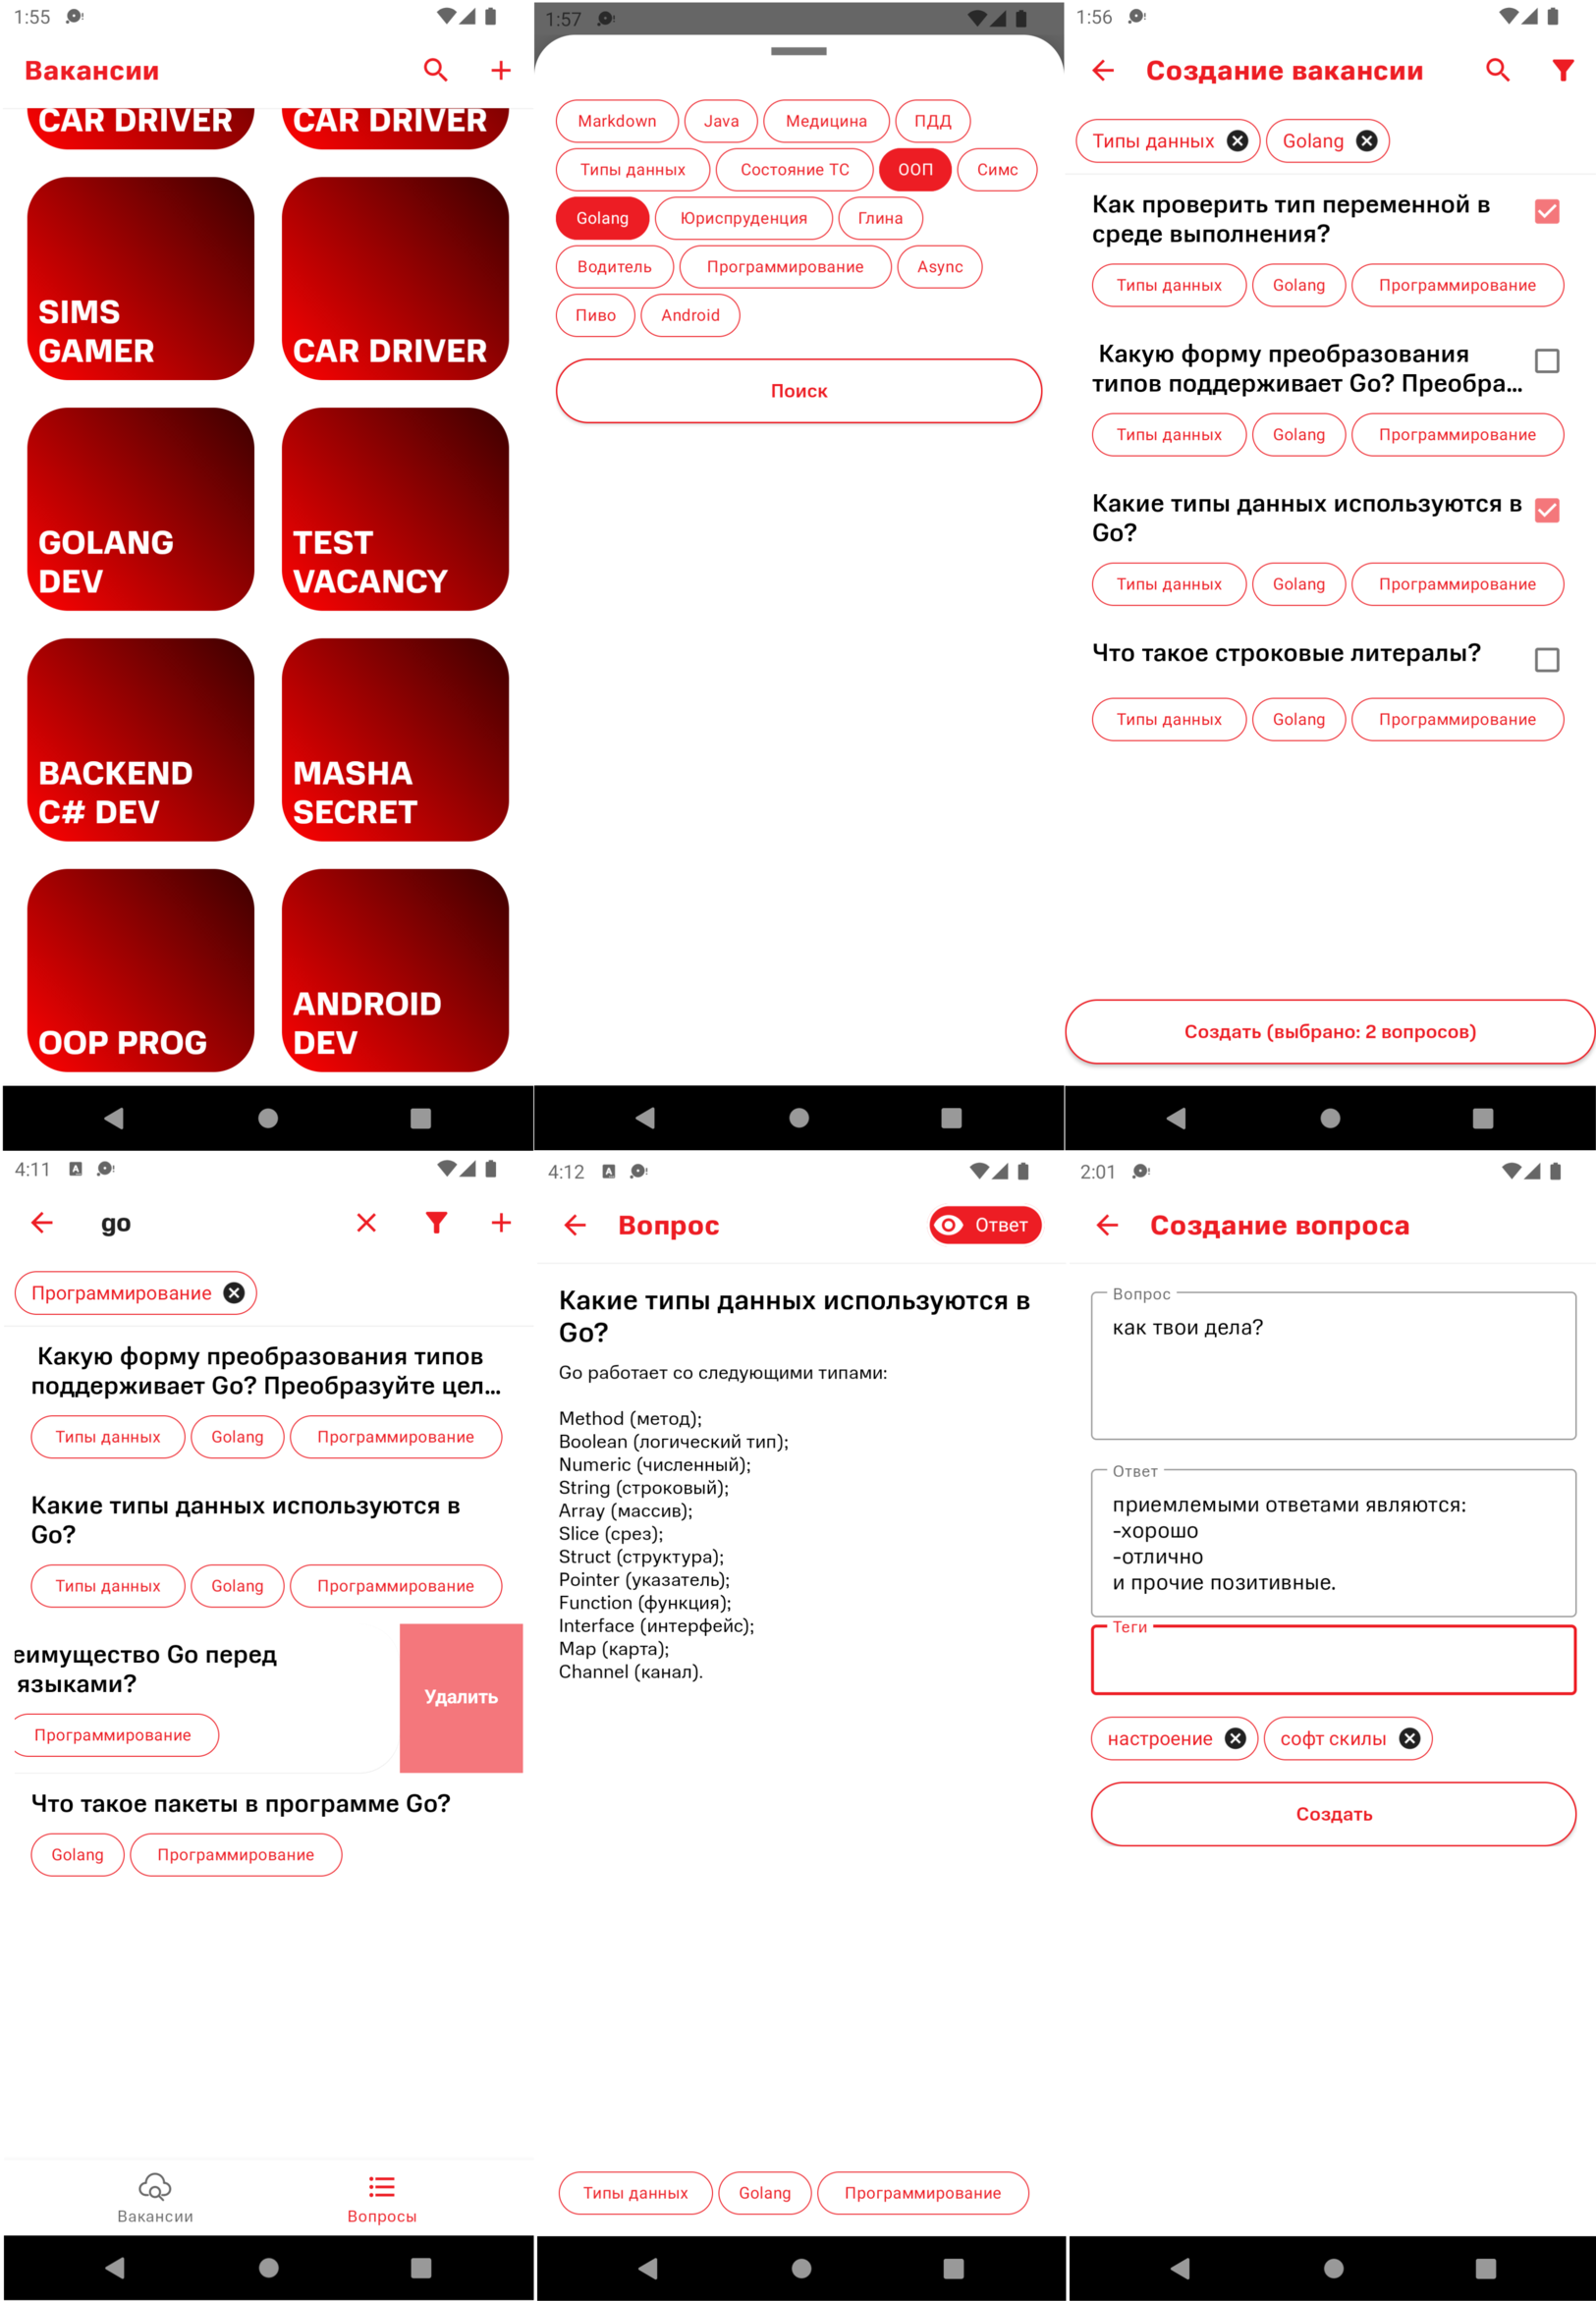 1:55
Вакансии
CAR DRIVER
CAR DRIVER
SIMS
GAMER
CAR DRIVER
GOLANG
DEV
TEST
VACANCY
BACKEND
C# DEV
MASHA
SECRET
OOP PROG
ANDROID
DEV
1:57
Markdown Java Медицина ПДД
Типы данных Состояние ТС ООП Симс
Golang Юриспруденция Глина
Водитель Программирование Async
Пиво Android
Поиск
1:56
Создание вакансии
Типы данных Golang
Как проверить тип переменной в
среде выполнения?
Типы данных Golang Программирование
Какую форму преобразования
типов поддерживает Go? Преобра...
Типы данных Golang Программирование
Какие типы данных используются в
Go?
Типы данных Golang Программирование
Что такое строковые литералы?
Типы данных Golang Программирование
Создать (выбрано: 2 вопросов)
4:11
go
Программирование
Какую форму преобразования типов
поддерживает Go? Преобразуйте цел...
Типы данных Golang Программирование
Какие типы данных используются в
Go?
Типы данных Golang Программирование
еимущество Go перед
языками?
Программирование
Удалить
Что такое пакеты в программе Go?
Golang Программирование
Вакансии
Вопросы
4:12
Вопрос
Ответ
Какие типы данных используются в
Go?
Go работает со следующими типами:
Method (метод);
Boolean (логический тип);
Numeric (численный);
String (строковый);
Array (массив);
Slice (срез);
Struct (структура);
Pointer (указатель);
Function (функция);
Interface (интерфейс);
Map (карта);
Channel (канал).
Типы данных Golang Программирование
2:01
Создание вопроса
Вопрос
как твои дела?
Ответ
приемлемыми ответами являются:
-хорошо
-отлично
и прочие позитивные.
Теги
настроение софт скилы
Создать